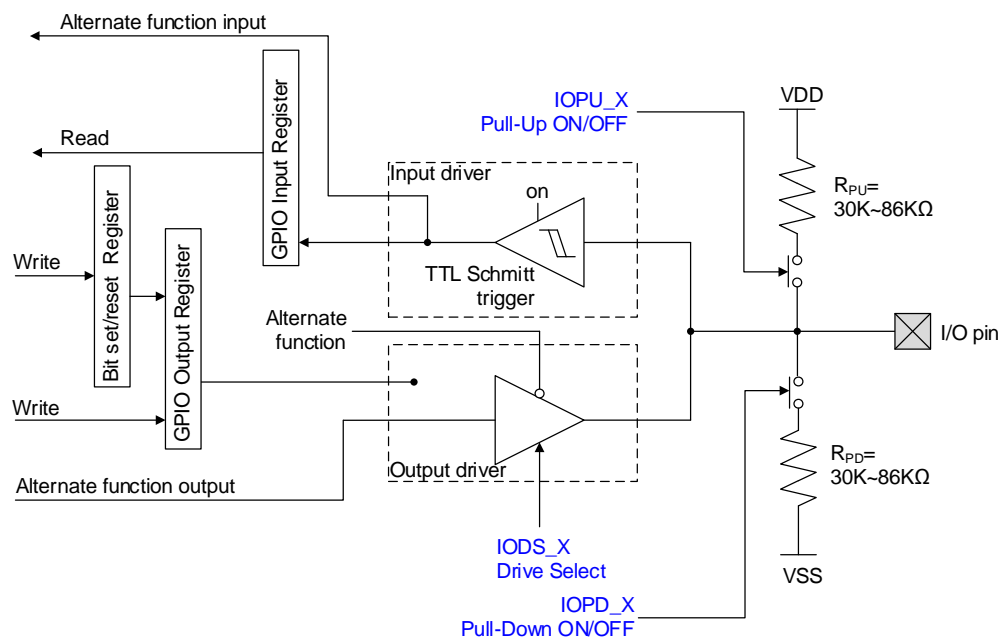 Alternate function input
IOPU_X
Pull-Up ON/OFF
VDD
GPIO Input Register
Read
Input driver
on
R_PU=
30K~86KΩ
Bit set/reset Register
GPIO Output Register
Write
TTL Schmitt
trigger
Alternate
function
I/O pin
Write
Output driver
R_PD=
30K~86KΩ
Alternate function output
IODS_X
Drive Select
VSS
IOPD_X
Pull-Down ON/OFF